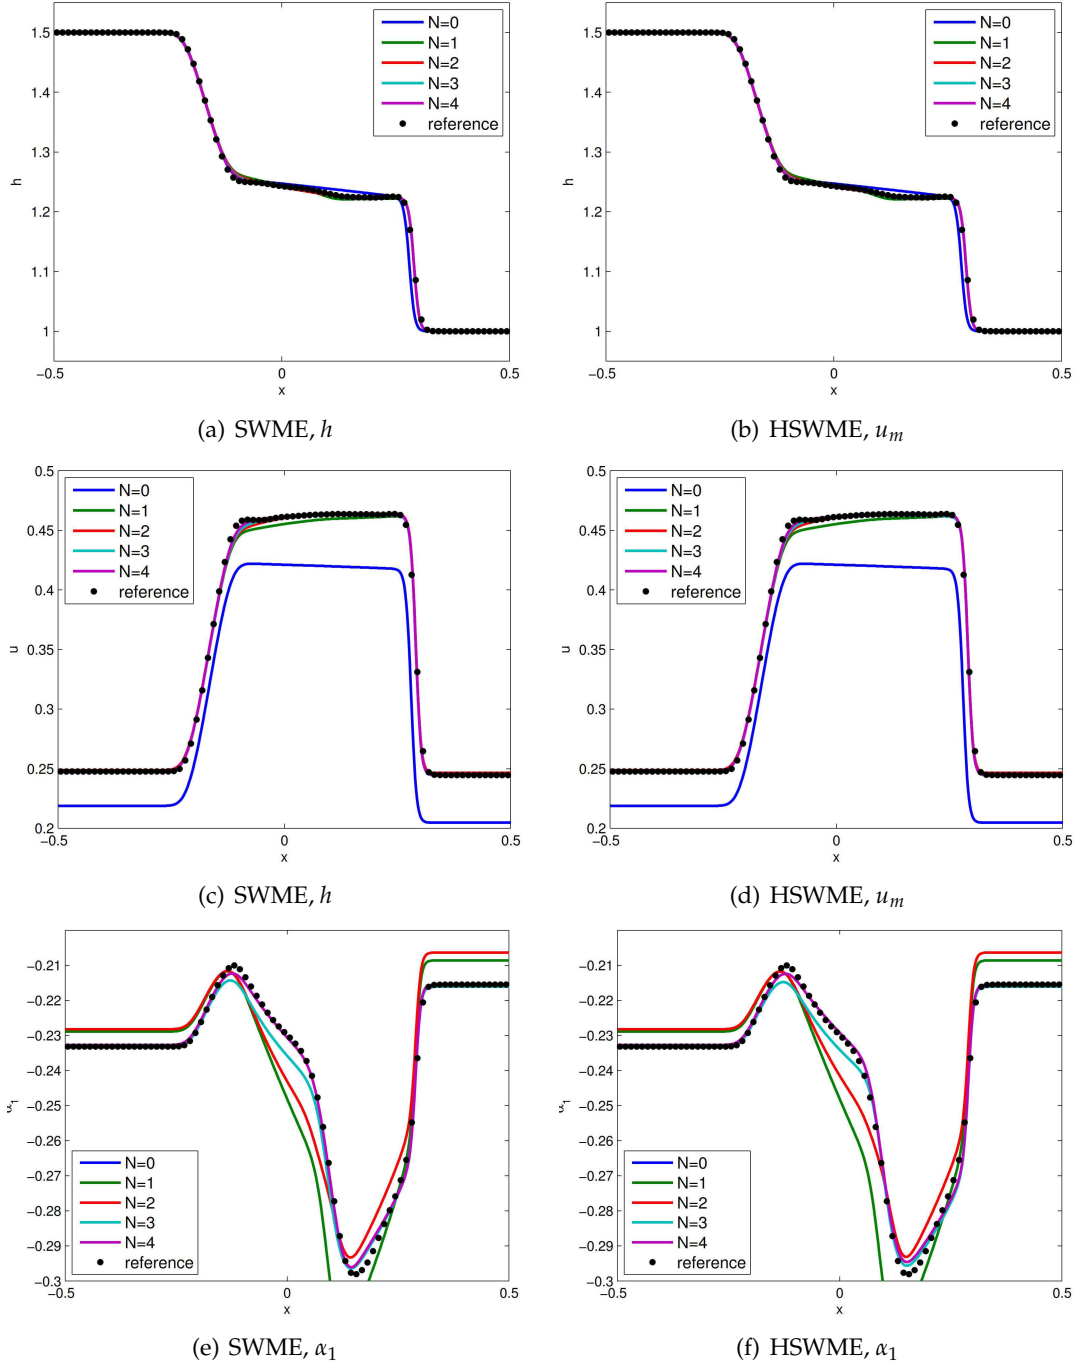 1.5
1.4
1.3
1.2
1.1
1
h
−0.5
0
0.5
x
N=0
N=1
N=2
N=3
N=4
reference
(a) SWME, h
1.5
1.4
1.3
1.2
1.1
1
h
−0.5
0
0.5
x
N=0
N=1
N=2
N=3
N=4
reference
(b) HSWME, u_m
0.5
0.45
0.4
0.35
0.3
0.25
0.2
u
−0.5
0
0.5
x
N=0
N=1
N=2
N=3
N=4
reference
(c) SWME, h
0.5
0.45
0.4
0.35
0.3
0.25
0.2
u
−0.5
0
0.5
x
N=0
N=1
N=2
N=3
N=4
reference
(d) HSWME, u_m
−0.21
−0.22
−0.23
−0.24
−0.25
−0.26
−0.27
−0.28
−0.29
−0.3
α_1
−0.5
0
0.5
x
N=0
N=1
N=2
N=3
N=4
reference
(e) SWME, α_1
−0.21
−0.22
−0.23
−0.24
−0.25
−0.26
−0.27
−0.28
−0.29
−0.3
α_1
−0.5
0
0.5
x
N=0
N=1
N=2
N=3
N=4
reference
(f) HSWME, α_1